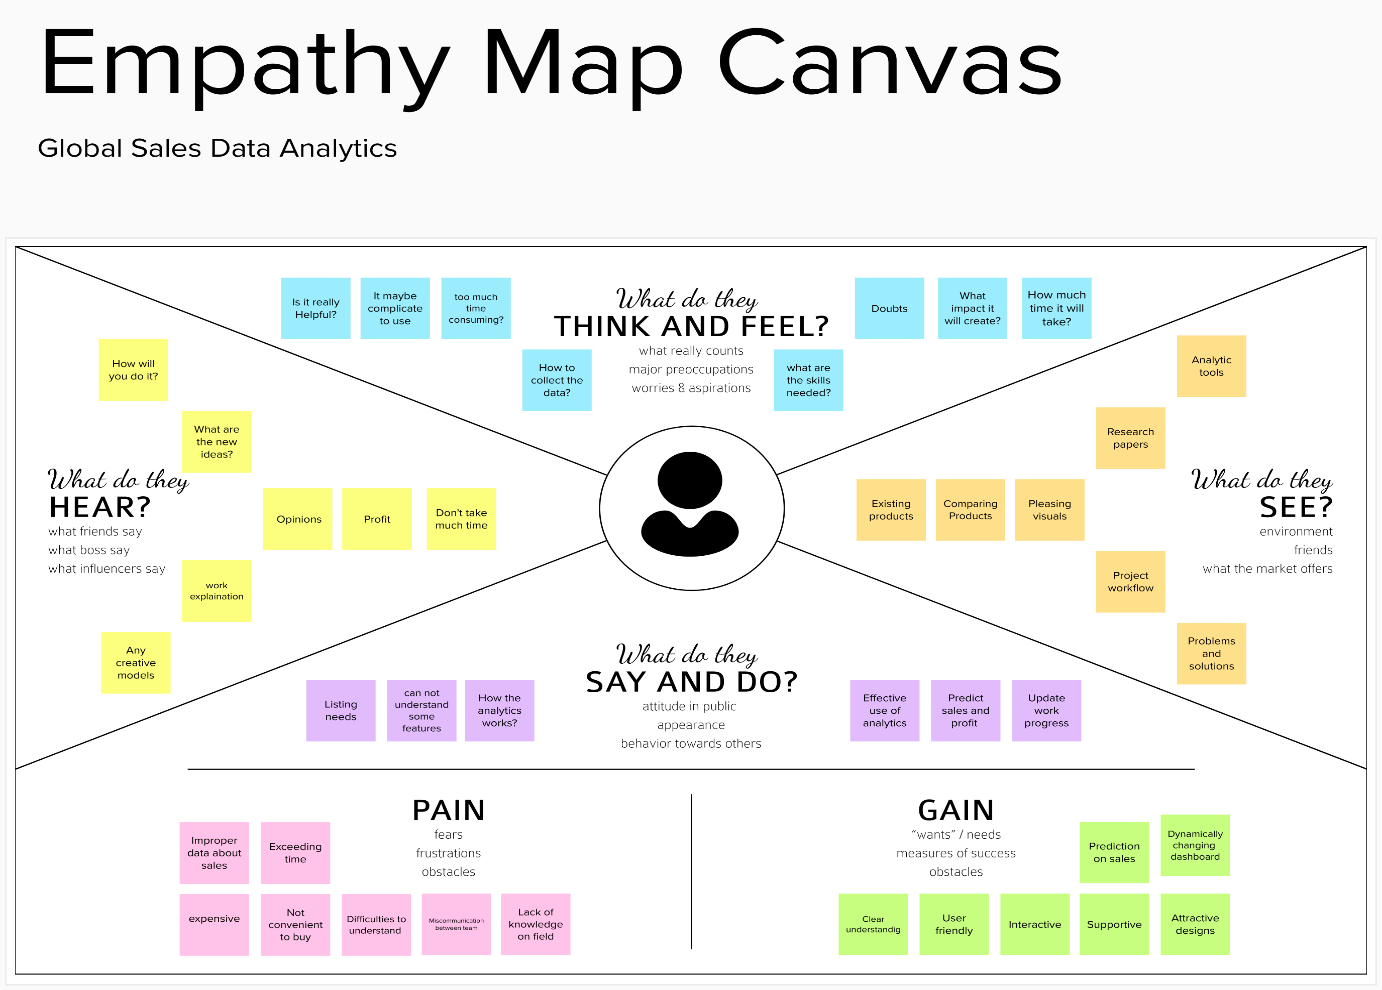 Empathy Map Canvas
Global Sales Data Analytics
Is it really
Helpful?
It maybe
complicate
to use
too much
time
consuming?
How to
collect the
data?
What do they
THINK AND FEEL?
what really counts
major preoccupations
worries & aspirations
what are
the skills
needed?
Doubts
What
impact it
will create?
How much
time it will
take?
How will
you do it?
What are
the new
ideas?
What do they
HEAR?
what friends say
what boss say
what influencers say
Opinions
Profit
Don't take
much time
work
explaination
Any
creative
models
Analytic
tools
Research
papers
Existing
products
Comparing
Products
Pleasing
visuals
What do they
SEE?
environment
friends
what the market offers
Project
workflow
Problems
and
solutions
What do they
SAY AND DO?
attitude in public
appearance
behavior towards others
Listing
needs
can not
understand
some
features
How the
analytics
works?
Effective
use of
analytics
Predict
sales and
profit
Update
work
progress
PAIN
fears
frustrations
obstacles
Improper
data about
sales
Exceeding
time
expensive
Not
convenient
to buy
Difficulties to
understand
Miscommunication
between team
Lack of
knowledge
on field
GAIN
“wants” / needs
measures of success
obstacles
Prediction
on sales
Dynamically
changing
dashboard
Clear
understandig
User
friendly
Interactive
Supportive
Attractive
designs